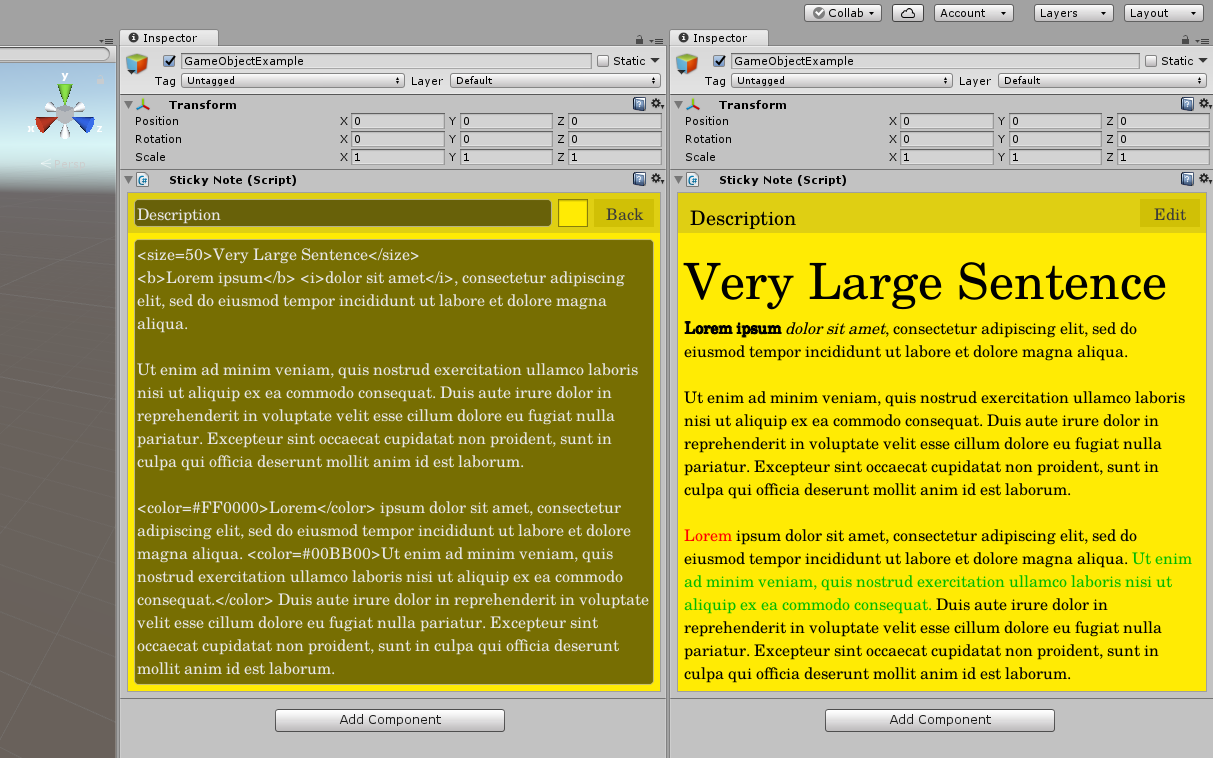 Collab
Account
Layers
Layout
Inspector
GameObjectExample
Static
Tag
Untagged
Layer
Default
Transform
Position
X 0
Y 0
Z 0
Rotation
X 0
Y 0
Z 0
Scale
X 1
Y 1
Z 1
Sticky Note (Script)
Description
Back
<size=50>Very Large Sentence</size>
<b>Lorem ipsum</b> <i>dolor sit amet</i>, consectetur adipiscing
elit, sed do eiusmod tempor incididunt ut labore et dolore magna
aliqua.
Ut enim ad minim veniam, quis nostrud exercitation ullamco laboris
nisi ut aliquip ex ea commodo consequat. Duis aute irure dolor in
reprehenderit in voluptate velit esse cillum dolore eu fugiat nulla
pariatur. Excepteur sint occaecat cupidatat non proident, sunt in
culpa qui officia deserunt mollit anim id est laborum.
<color=#FF0000>Lorem</color> ipsum dolor sit amet, consectetur
adipiscing elit, sed do eiusmod tempor incididunt ut labore et dolore
magna aliqua. <color=#00BB00>Ut enim ad minim veniam, quis
nostrud exercitation ullamco laboris nisi ut aliquip ex ea commodo
consequat.</color> Duis aute irure dolor in reprehenderit in voluptate
velit esse cillum dolore eu fugiat nulla pariatur. Excepteur sint
occaecat cupidatat non proident, sunt in culpa qui officia deserunt
mollit anim id est laborum.
Add Component
Inspector
GameObjectExample
Static
Tag
Untagged
Layer
Default
Transform
Position
X 0
Y 0
Z 0
Rotation
X 0
Y 0
Z 0
Scale
X 1
Y 1
Z 1
Sticky Note (Script)
Description
Edit
Very Large Sentence
Lorem ipsum dolor sit amet, consectetur adipiscing elit, sed do
eiusmod tempor incididunt ut labore et dolore magna aliqua.
Ut enim ad minim veniam, quis nostrud exercitation ullamco laboris
nisi ut aliquip ex ea commodo consequat. Duis aute irure dolor in
reprehenderit in voluptate velit esse cillum dolore eu fugiat nulla
pariatur. Excepteur sint occaecat cupidatat non proident, sunt in
culpa qui officia deserunt mollit anim id est laborum.
Lorem ipsum dolor sit amet, consectetur adipiscing elit, sed do
eiusmod tempor incididunt ut labore et dolore magna aliqua. Ut enim
ad minim veniam, quis nostrud exercitation ullamco laboris nisi ut
aliquip ex ea commodo consequat. Duis aute irure dolor in
reprehenderit in voluptate velit esse cillum dolore eu fugiat nulla
pariatur. Excepteur sint occaecat cupidatat non proident, sunt in
culpa qui officia deserunt mollit anim id est laborum.
Add Component
y
x
z
Persp